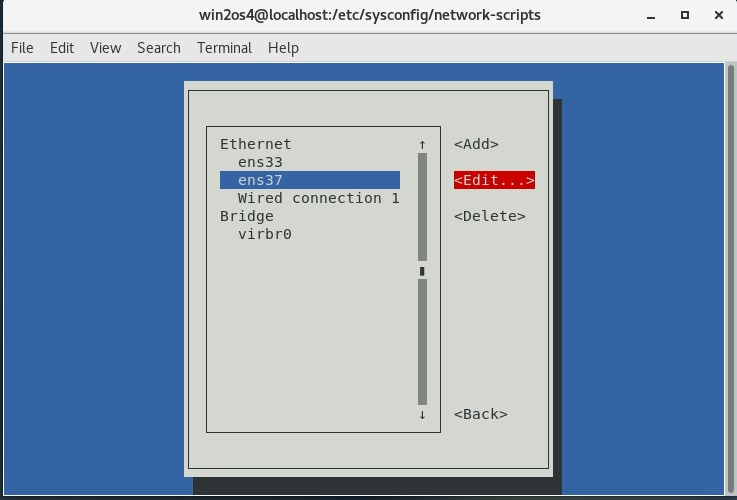 win2os4@localhost:/etc/sysconfig/network-scripts
File Edit View Search Terminal Help
Ethernet ↑ <Add>
ens33
ens37 <Edit...>
Wired connection 1
Bridge <Delete>
virbr0
↓ <Back>